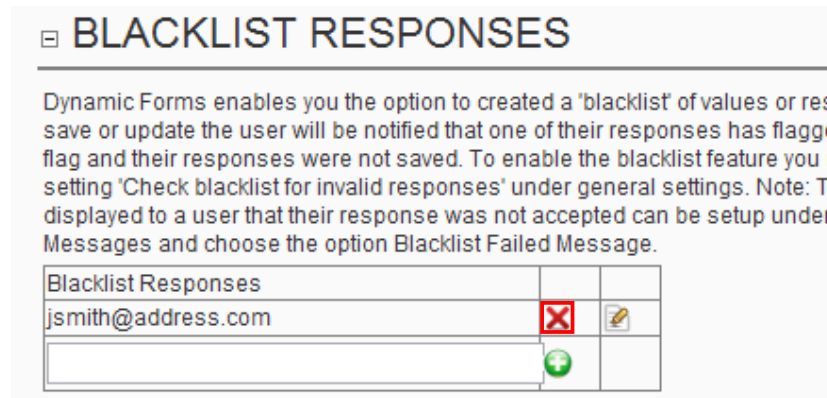 BLACKLIST RESPONSES
Dynamic Forms enables you the option to created a 'blacklist' of values or
save or update the user will be notified that one of their responses has
flag and their responses were not saved. To enable the blacklist feature you
setting 'Check blacklist for invalid responses' under general settings. Note:
displayed to a user that their response was not accepted can be setup under
Messages and choose the option Blacklist Failed Message.
Blacklist Responses
jsmith@address.com